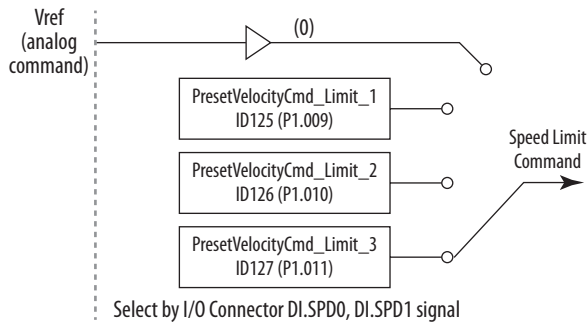 Vref
(analog
command)
(0)
PresetVelocityCmd_Limit_1
ID125 (P1.009)
PresetVelocityCmd_Limit_2
ID126 (P1.010)
PresetVelocityCmd_Limit_3
ID127 (P1.011)
Speed Limit
Command
Select by I/O Connector DI.SPD0, DI.SPD1 signal